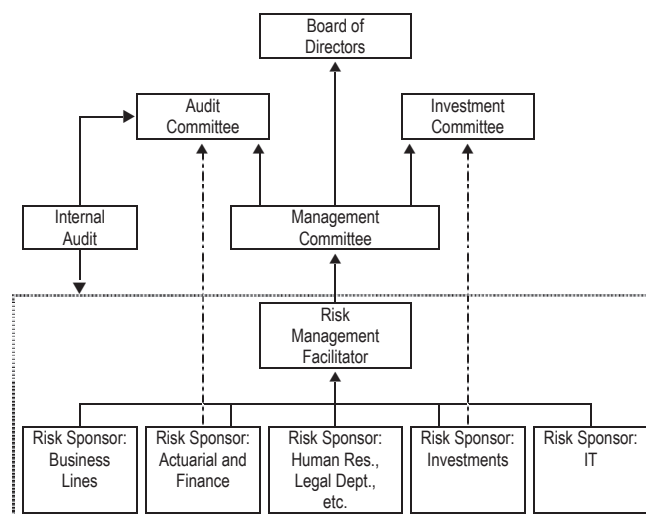 Board of
Directors
Audit
Committee
Investment
Committee
Internal
Audit
Management
Committee
Risk
Management
Facilitator
Risk Sponsor:
Business
Lines
Risk Sponsor:
Actuarial and
Finance
Risk Sponsor:
Human Res.,
Legal Dept.,
etc.
Risk Sponsor:
Investments
Risk Sponsor:
IT